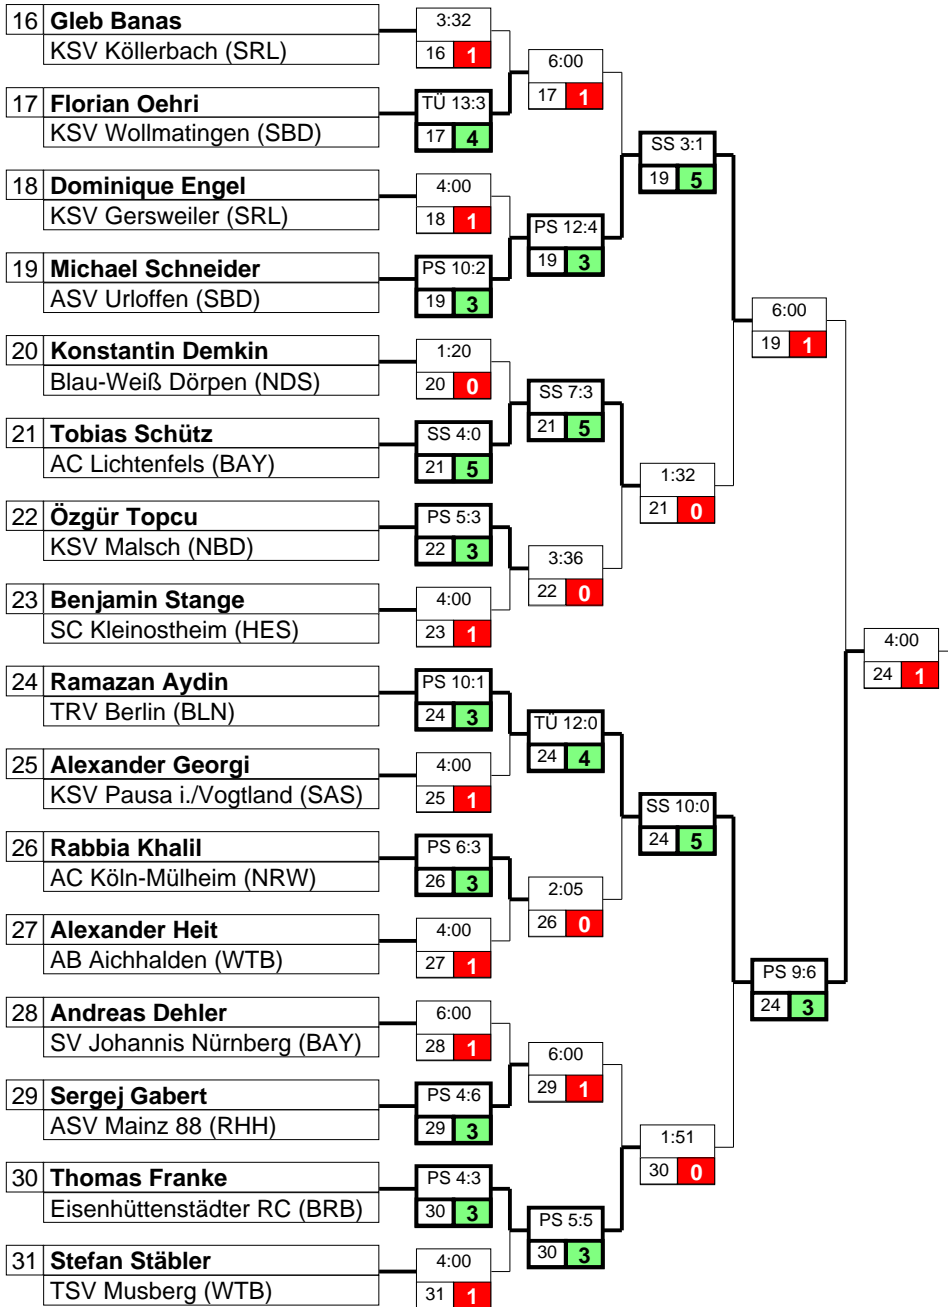 16 Gleb Banas
KSV Köllerbach (SRL)
3:32
16 1
6:00
17 1
17 Florian Oehri
KSV Wollmatingen (SBD)
TÜ 13:3
17 4
SS 3:1
19 5
18 Dominique Engel
KSV Gersweiler (SRL)
4:00
18 1
PS 12:4
19 3
19 Michael Schneider
ASV Urloffen (SBD)
PS 10:2
19 3
6:00
19 1
20 Konstantin Demkin
Blau-Weiß Dörpen (NDS)
1:20
20 0
SS 7:3
21 5
21 Tobias Schütz
AC Lichtenfels (BAY)
SS 4:0
21 5
1:32
21 0
22 Özgür Topcu
KSV Malsch (NBD)
PS 5:3
22 3
3:36
22 0
23 Benjamin Stange
SC Kleinostheim (HES)
4:00
23 1
4:00
24 1
24 Ramazan Aydin
TRV Berlin (BLN)
PS 10:1
24 3
TÜ 12:0
24 4
25 Alexander Georgi
KSV Pausa i./Vogtland (SAS)
4:00
25 1
SS 10:0
24 5
26 Rabbia Khalil
AC Köln-Mülheim (NRW)
PS 6:3
26 3
2:05
26 0
27 Alexander Heit
AB Aichhalden (WTB)
4:00
27 1
PS 9:6
24 3
28 Andreas Dehler
SV Johannis Nürnberg (BAY)
6:00
28 1
6:00
29 1
29 Sergej Gabert
ASV Mainz 88 (RHH)
PS 4:6
29 3
1:51
30 0
30 Thomas Franke
Eisenhüttenstädter RC (BRB)
PS 4:3
30 3
PS 5:5
30 3
31 Stefan Stäbler
TSV Musberg (WTB)
4:00
31 1